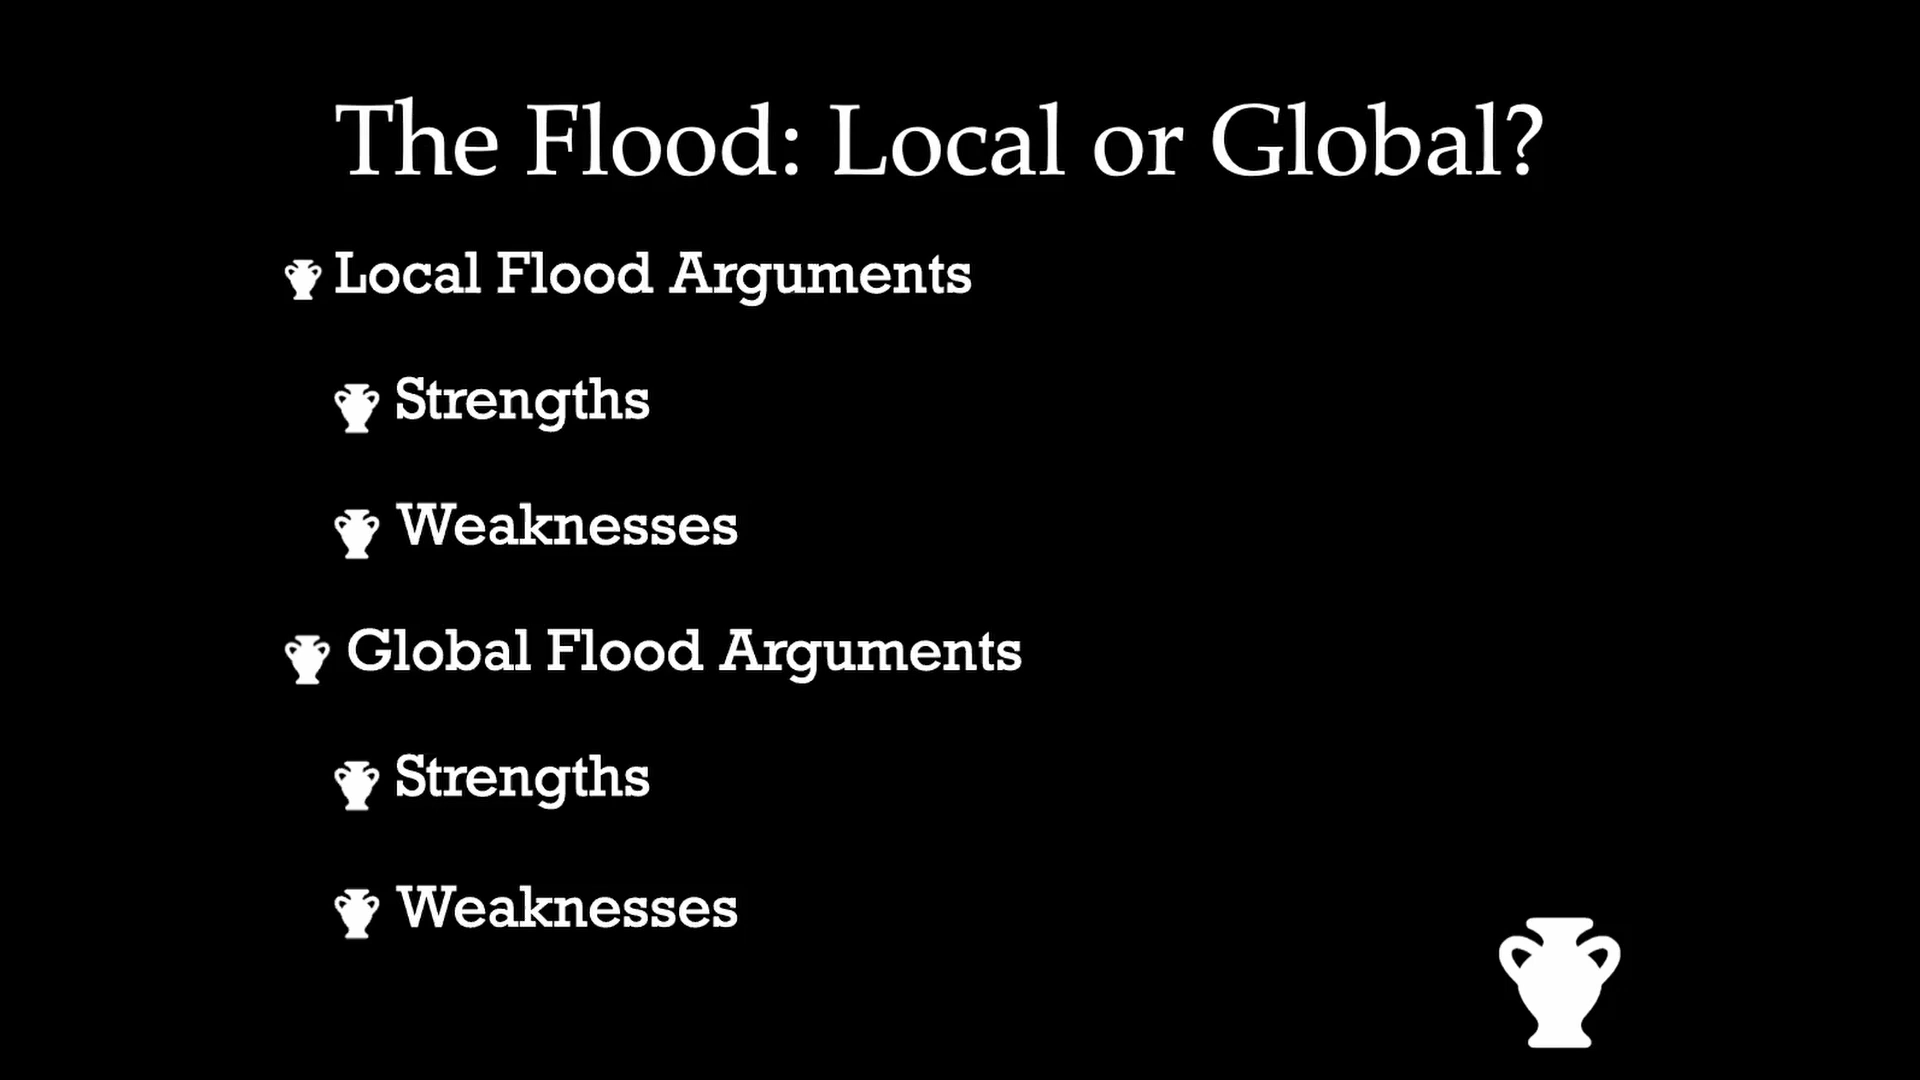 The Flood: Local or Global?
Local Flood Arguments
Strengths
Weaknesses
Global Flood Arguments
Strengths
Weaknesses